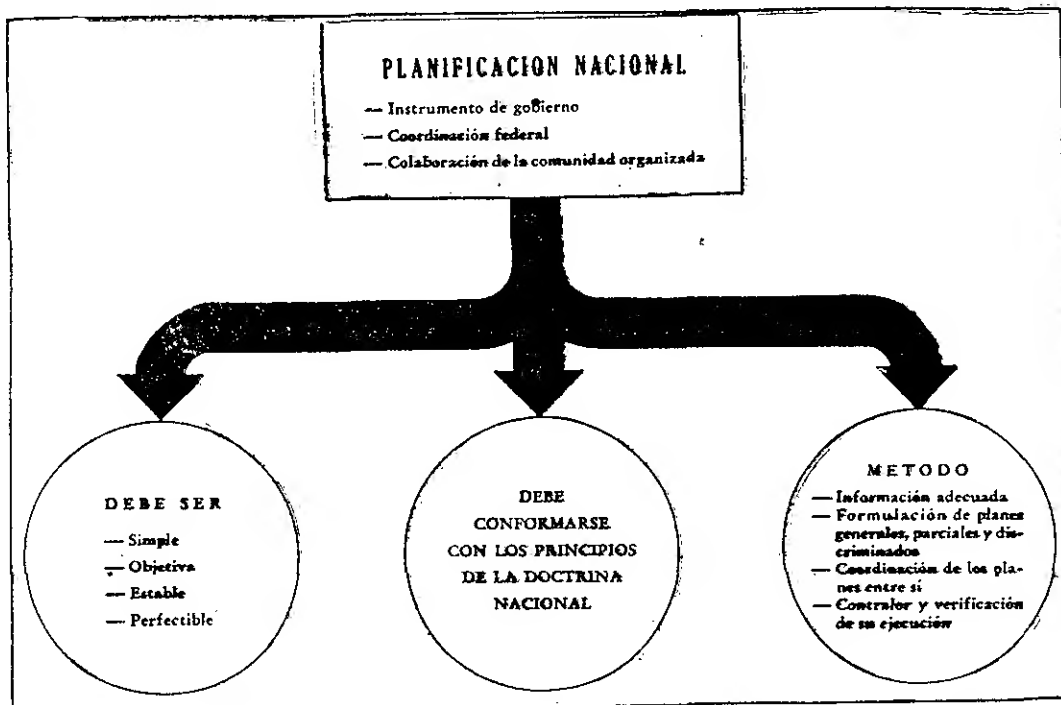 PLANIFICACION NACIONAL
— Instrumento de gobierno
— Coordinación federal
— Colaboración de la comunidad organizada
DEBE SER
— Simple
— Objetiva
— Estable
— Perfectible
DEBE
CONFORMARSE
CON LOS PRINCIPIOS
DE LA DOCTRINA
NACIONAL
METODO
— Información adecuada
— Formulación de planes
generales, parciales y dis-
criminados
— Coordinación de los pla-
nes entre sí
— Contralor y verificación
de su ejecución